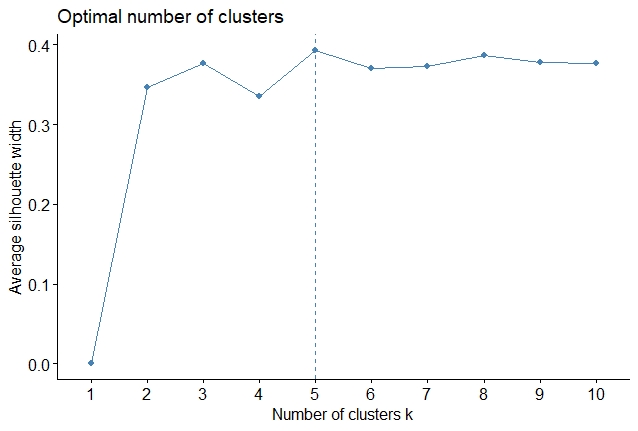 Optimal number of clusters
Average silhouette width
0.4
0.3
0.2
0.1
0.0
1 2 3 4 5 6 7 8 9 10
Number of clusters k